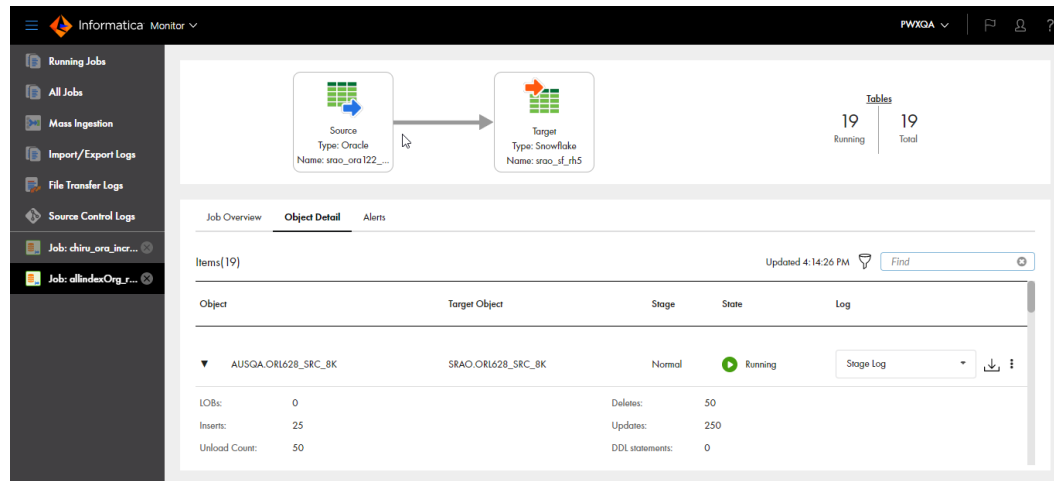 Informatica Monitor
PWXQA
?
Running Jobs
All Jobs
Mass Ingestion
Import/Export Logs
File Transfer Logs
Source Control Logs
Job: chiru_ora_incr...
Job: allindexOrg_r...
Source
Type: Oracle
Name: srao_ora122_...
Target
Type: Snowflake
Name: srao_sf_rh5
Tables
19 19
Running Total
Job Overview Object Detail Alerts
Items(19) Updated 4:14:26 PM Find
Object Target Object Stage State Log
AUSQA.ORL628_SRC_8K SRAO.ORL628_SRC_8K Normal Running Stage Log
LOBs: 0 Deletes: 50
Inserts: 25 Updates: 250
Unload Count: 50 DDL statements: 0